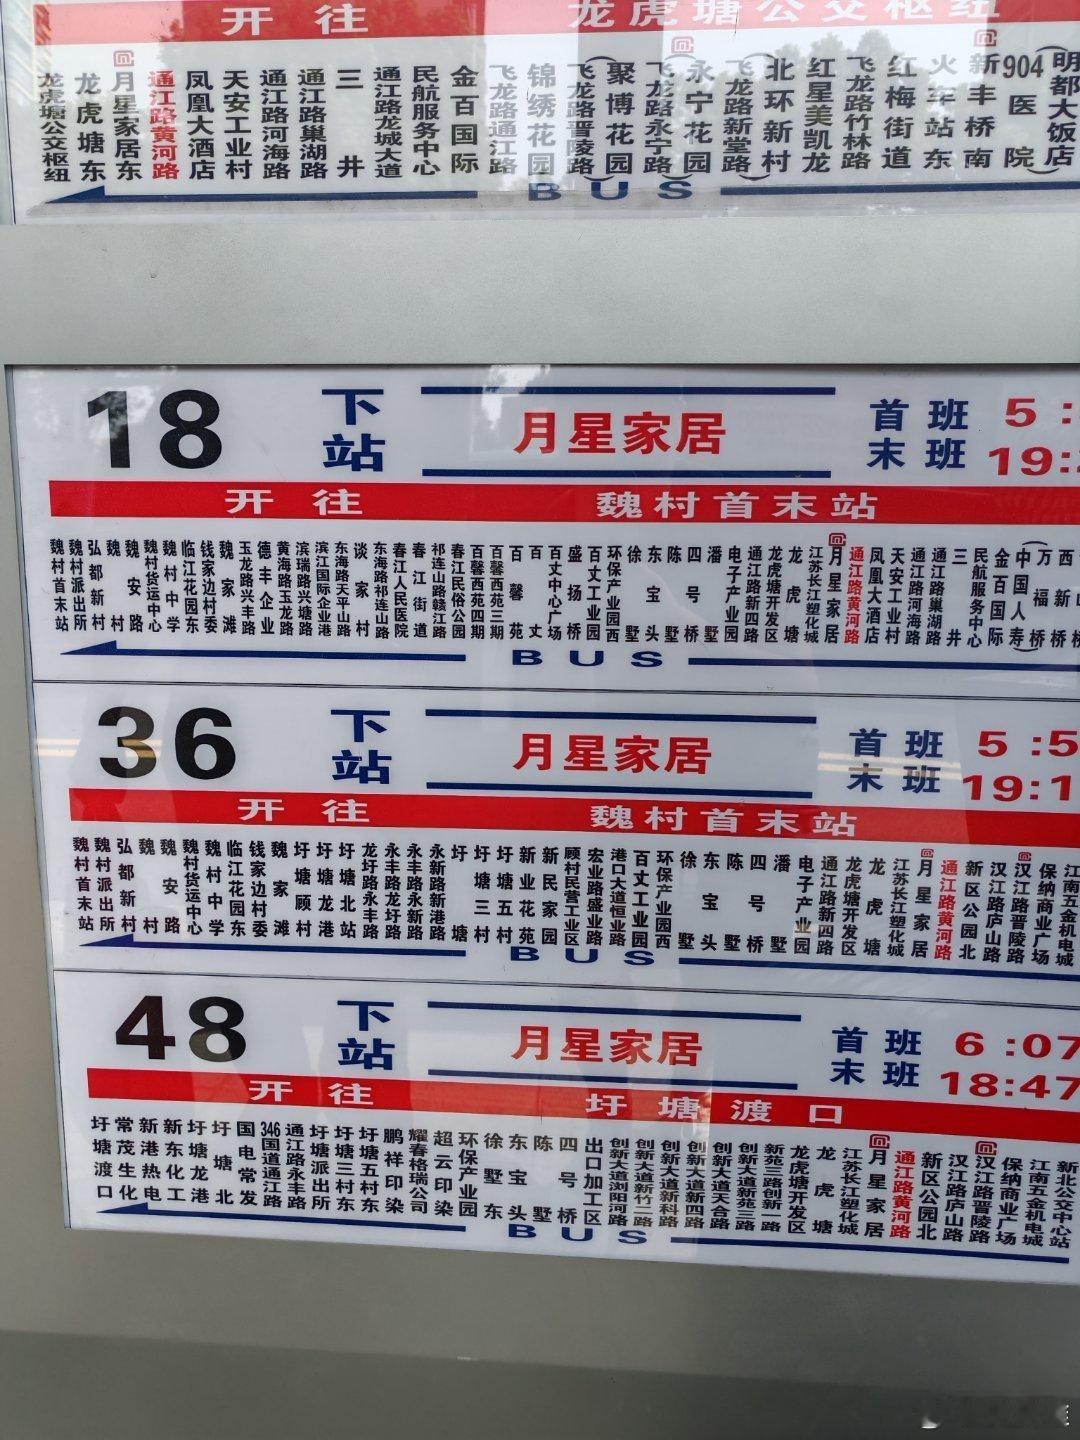 开往 龙虎塘公交枢纽
龙虎塘公交枢纽 龙虎塘东 月星家居东 通江路黄河路 凤凰大酒店 天安工业村 通江路河海路 通江路巢湖路 三井 通江路龙城大道 民航服务中心 金百国际 飞龙路通江路 锦绣花园 飞龙路晋陵路 (聚博花园) 飞龙路永宁路 (永宁花园) 飞龙路新堂路 (北环新村) 红星美凯龙 飞龙路竹林路 红梅街道 火车站东 新丰桥南 904医院 (明都大饭店)
BUS
18 下站 月星家居 首班 5:
末班 19:
开往 魏村首末站
魏村首末站 魏村派出所 弘都新村 魏村 魏安路 魏村货运中心 魏村中学 临江花园东 钱家边村委 魏家滩 玉龙路兴丰路 德丰企业 黄海路玉龙路 滨瑞路兴塘路 滨江国际企业港 东海路天平山路 谈家村 东海路祁连山路 春江人民医院 春江街道 祁连山路赣江路 春江民俗公园 百馨西苑四期 百馨西苑三期 百馨苑 百丈 百丈中心广场 盛扬桥 百丈工业园 环保产业园西 徐墅 东宝头 陈墅 四号桥 潘墅 电子产业园 通江路新四路 龙虎塘开发区 龙虎塘 江苏长江塑化城 月星家居 通江路黄河路 凤凰大酒店 天安工业村 通江路河海路 通江路巢湖路 三井 民航服务中心 金百国际 (中国人寿) 万福桥 西新桥
BUS
36 下站 月星家居 首班 5:5
末班 19:1
开往 魏村首末站
魏村首末站 魏村派出所 弘都新村 魏村 魏安路 魏村货运中心 魏村中学 临江花园东 钱家边村委 魏家滩 圩塘顾村 圩塘龙港 圩塘北站 龙圩路永丰路 永丰路龙圩路 永丰路永新路 永新路新港路 圩塘 圩塘三村 圩塘五村 新业花苑 新民家园 顾村民营工业区 宏业路盛业路 港口大道恒业路 百丈工业园 环保产业园西 徐墅 东宝头 陈墅 四号桥 潘墅 电子产业园 通江路新四路 龙虎塘开发区 龙虎塘 江苏长江塑化城 月星家居 通江路黄河路 新区公园北 汉江路庐山路 汉江路晋陵路 保纳商业广场 江南五金机电城
BUS
48 下站 月星家居 首班 6:07
末班 18:47
开往 圩塘渡口
圩塘渡口 常茂生化 新港热电 新东化工 圩塘龙港 圩塘北 国电常发 346国道通江路 通江路永丰路 圩塘派出所 圩塘三村东 圩塘五村东 鹏祥印染 耀春格瑞公司 超云印染 环保产业园 徐墅东 东宝头 陈墅 四号桥 出口加工区 创新大道浏阳河路 创新大道新竹二路 创新大道新科路 创新大道新四路 创新大道天合路 创新大道新苑三路 新苑三路创新一路 龙虎塘开发区 龙虎塘 江苏长江塑化城 月星家居 通江路黄河路 新区公园北 汉江路庐山路 汉江路晋陵路 保纳商业广场 江南五金机电城 新北公交中心站
BUS